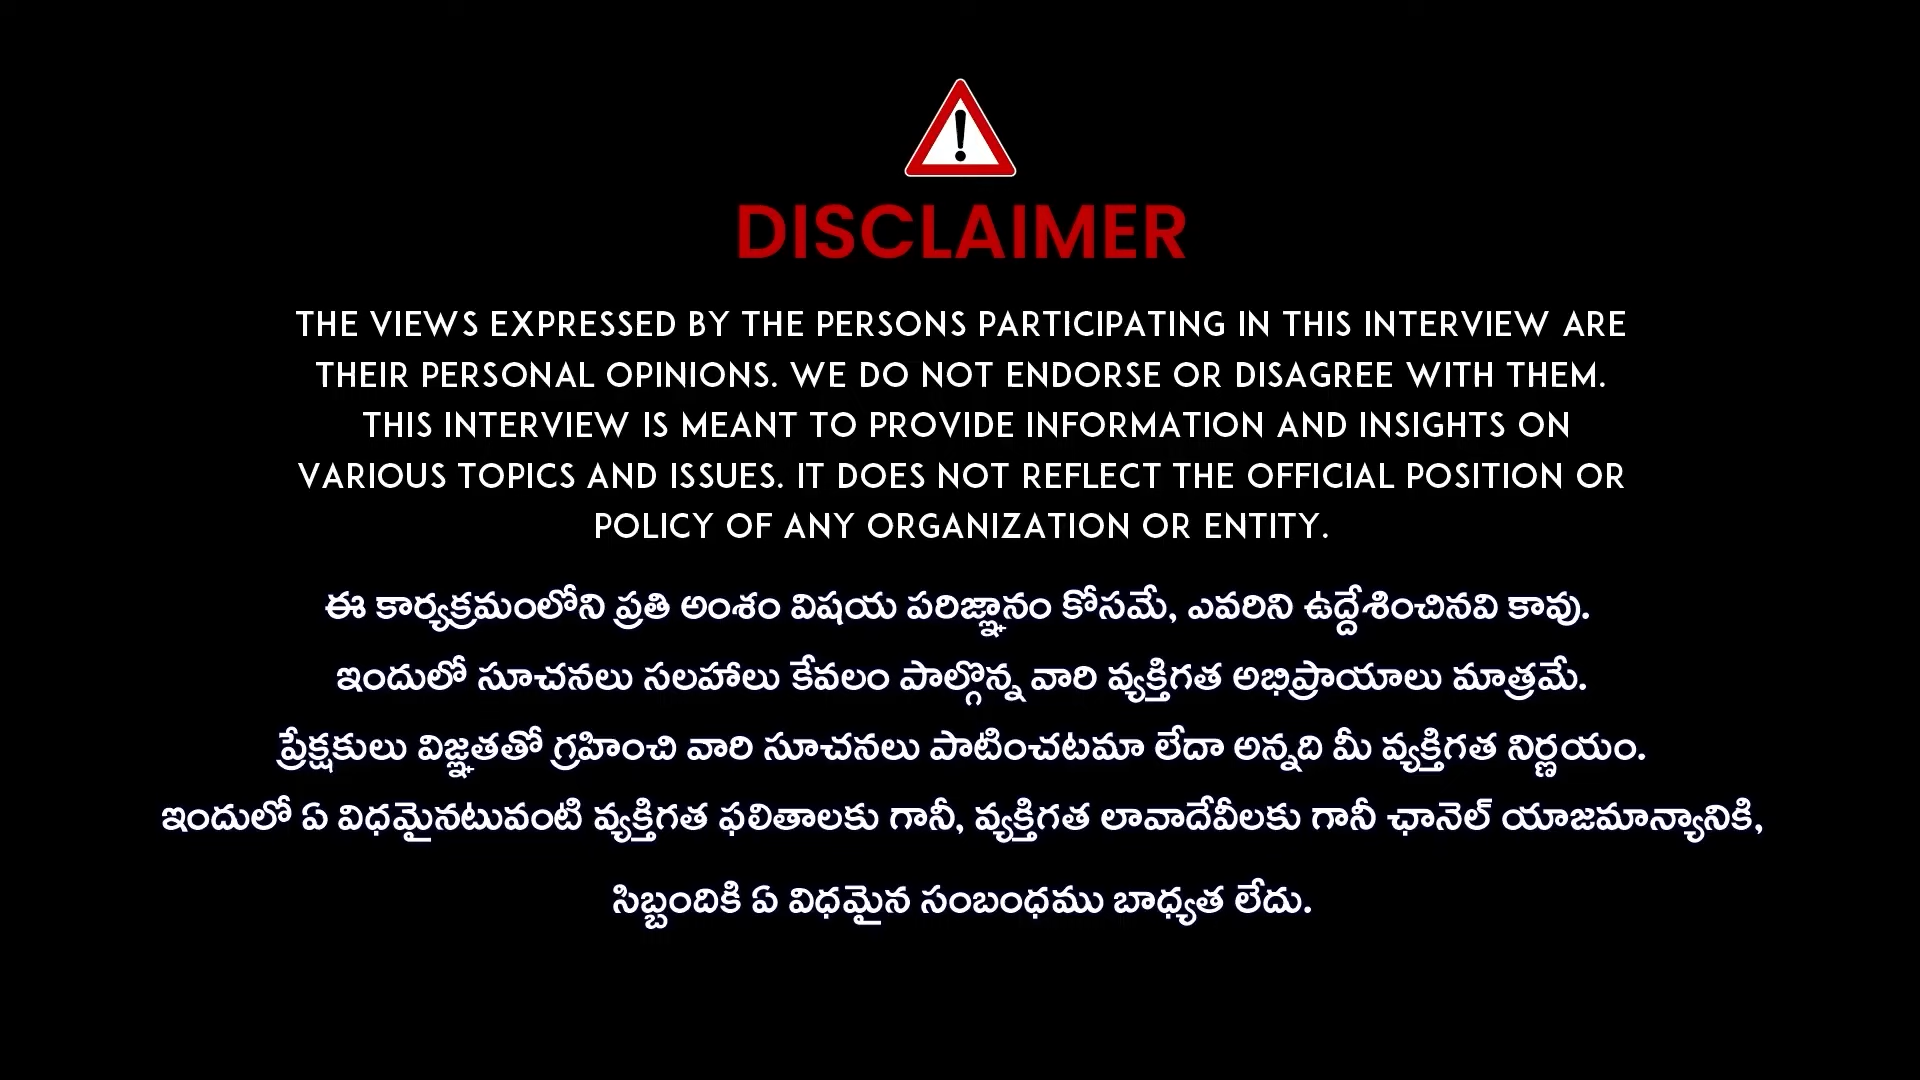 DISCLAIMER
THE VIEWS EXPRESSED BY THE PERSONS PARTICIPATING IN THIS INTERVIEW ARE
THEIR PERSONAL OPINIONS. WE DO NOT ENDORSE OR DISAGREE WITH THEM.
THIS INTERVIEW IS MEANT TO PROVIDE INFORMATION AND INSIGHTS ON
VARIOUS TOPICS AND ISSUES. IT DOES NOT REFLECT THE OFFICIAL POSITION OR
POLICY OF ANY ORGANIZATION OR ENTITY.
ఈ కార్యక్రమంలోని ప్రతి అంశం విషయ పరిజ్ఞానం కోసమే, ఎవరిని ఉద్దేశించినవి కావు.
ఇందులో సూచనలు సలహాలు కేవలం పాల్గొన్న వారి వ్యక్తిగత అభిప్రాయాలు మాత్రమే.
ప్రేక్షకులు విజ్ఞతతో గ్రహించి వారి సూచనలు పాటించటమా లేదా అన్నది మీ వ్యక్తిగత నిర్ణయం.
ఇందులో ఏ విధమైనటువంటి వ్యక్తిగత ఫలితాలకు గానీ, వ్యక్తిగత లావాదేవీలకు గానీ ఛానెల్ యాజమాన్యానికి,
సిబ్బందికి ఏ విధమైన సంబంధము బాధ్యత లేదు.